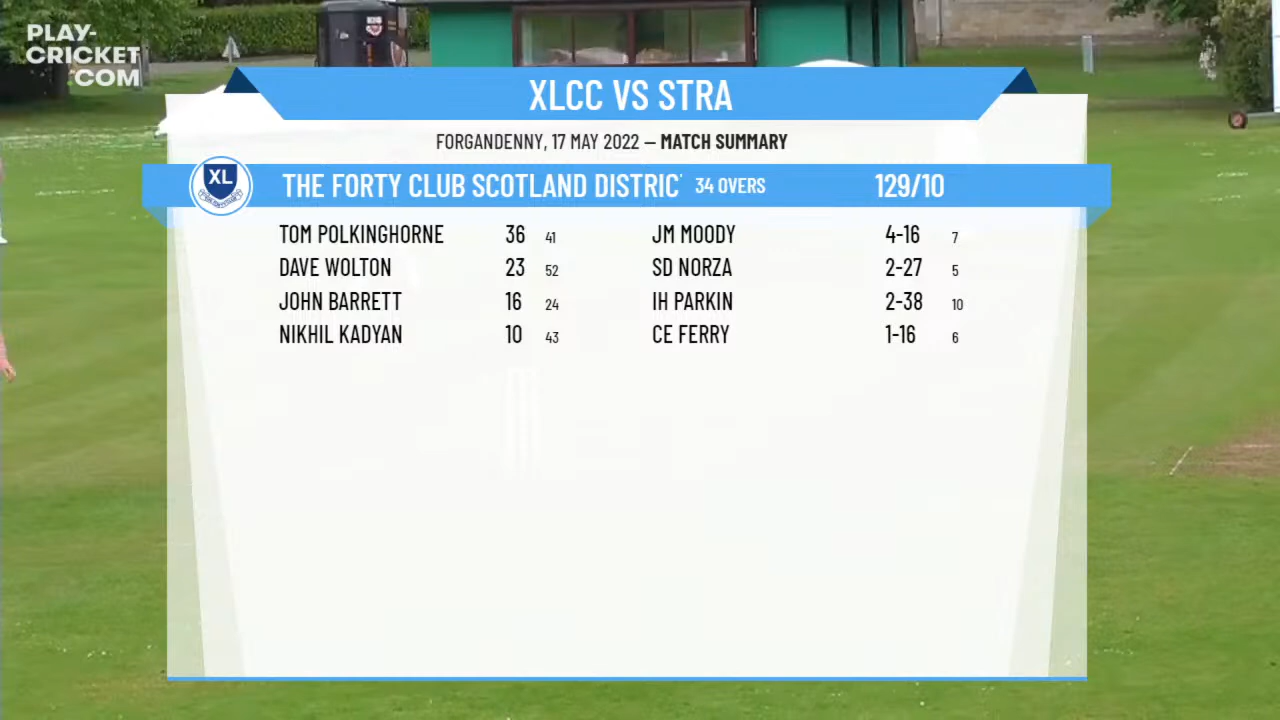 PLAY-
CRICKET
.COM
XLCC VS STRA
FORGANDENNY, 17 MAY 2022 – MATCH SUMMARY
XL THE FORTY CLUB SCOTLAND DISTRIC 34 OVERS 129/10
TOM POLKINGHORNE 36 41 JM MOODY 4-16 7
DAVE WOLTON 23 52 SD NORZA 2-27 5
JOHN BARRETT 16 24 IH PARKIN 2-38 10
NIKHIL KADYAN 10 43 CE FERRY 1-16 6